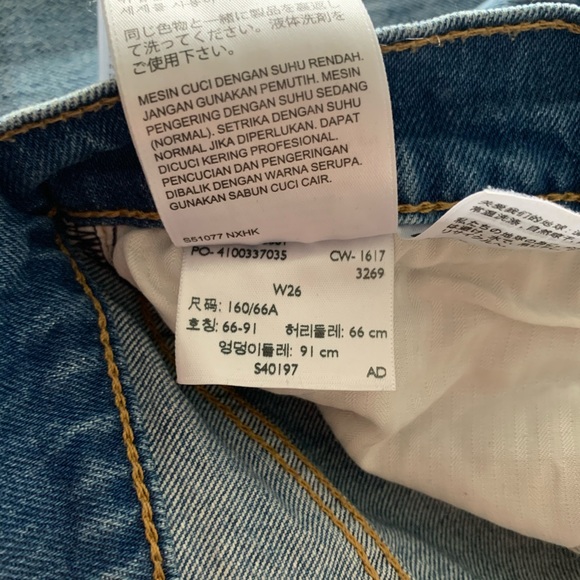 同じ色物と一緒に製品を裏返し
て洗ってください。液体洗剤を
ご使用下さい。
MESIN CUCI DENGAN SUHU RENDAH.
JANGAN GUNAKAN PEMUTIH. MESIN
PENGERING DENGAN SUHU SEDANG
(NORMAL). SETRIKA DENGAN SUHU
NORMAL JIKA DIPERLUKAN. DAPAT
DICUCI KERING PROFESIONAL.
PENCUCIAN DAN PENGERINGAN
DIBALIK DENGAN WARNA SERUPA.
GUNAKAN SABUN CUCI CAIR.
S51077 NXHK
PO- 4100337035 CW- 1617
3269
W26
尺码: 160/66A
호칭: 66-91 허리둘레: 66 cm
엉덩이둘레: 91 cm
S40197 AD